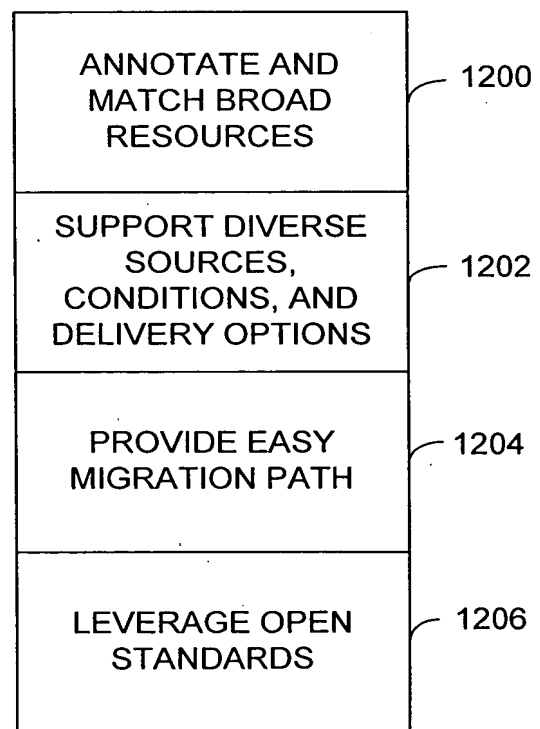 ANNOTATE AND
MATCH BROAD
RESOURCES
1200
SUPPORT DIVERSE
SOURCES,
CONDITIONS, AND
DELIVERY OPTIONS
1202
PROVIDE EASY
MIGRATION PATH
1204
LEVERAGE OPEN
STANDARDS
1206